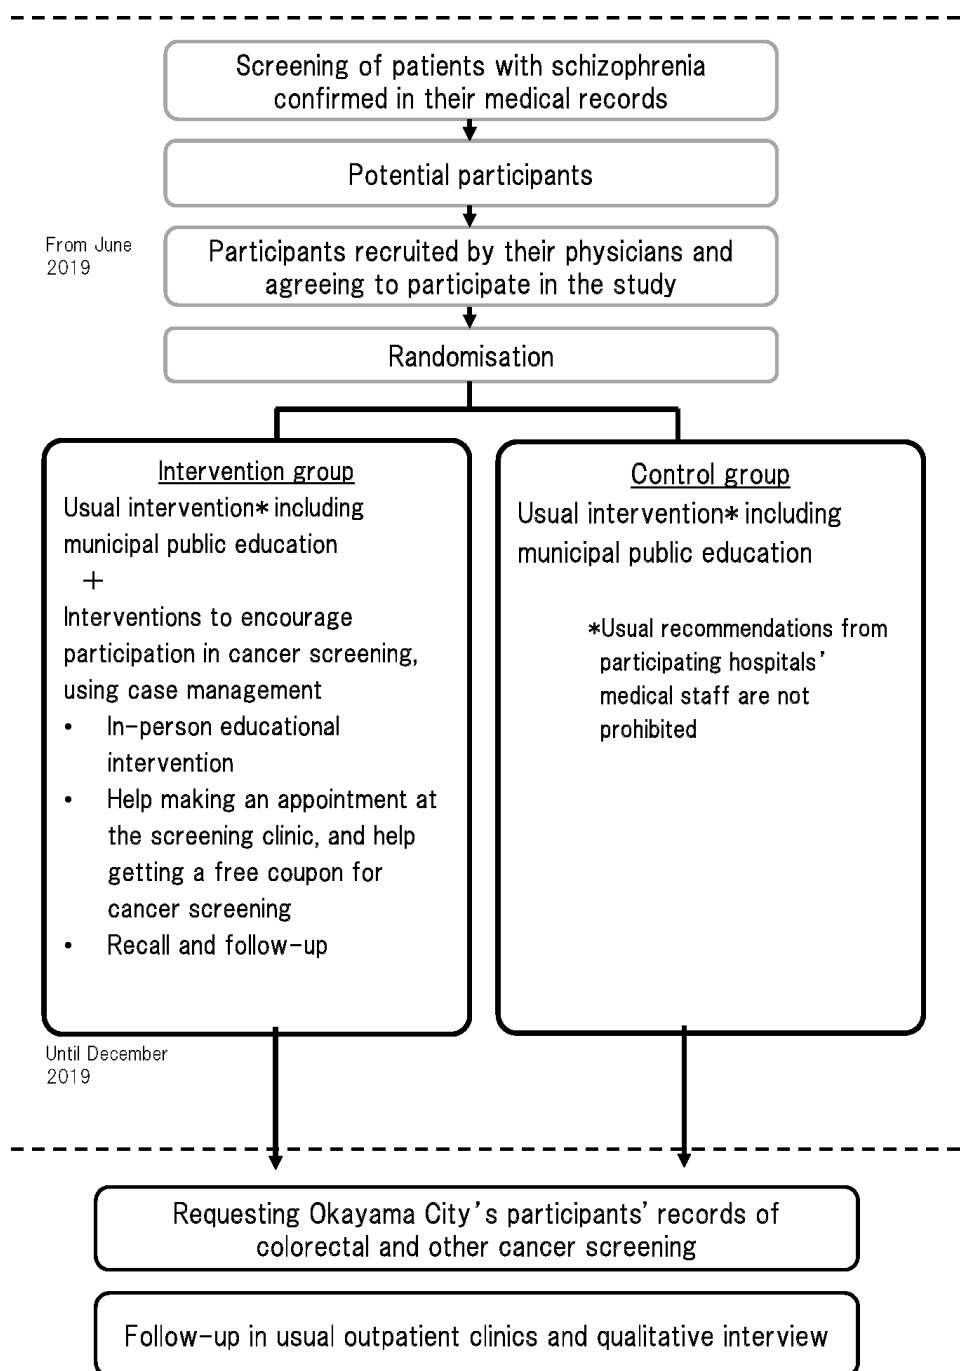 Screening of patients with schizophrenia
confirmed in their medical records
Potential participants
From June
2019
Participants recruited by their physicians and
agreeing to participate in the study
Randomisation
Intervention group
Usual intervention* including
municipal public education
+
Interventions to encourage
participation in cancer screening,
using case management
• In-person educational
intervention
• Help making an appointment at
the screening clinic, and help
getting a free coupon for
cancer screening
• Recall and follow-up
Control group
Usual intervention* including
municipal public education
*Usual recommendations from
participating hospitals'
medical staff are not
prohibited
Until December
2019
Requesting Okayama City's participants' records of
colorectal and other cancer screening
Follow-up in usual outpatient clinics and qualitative interview